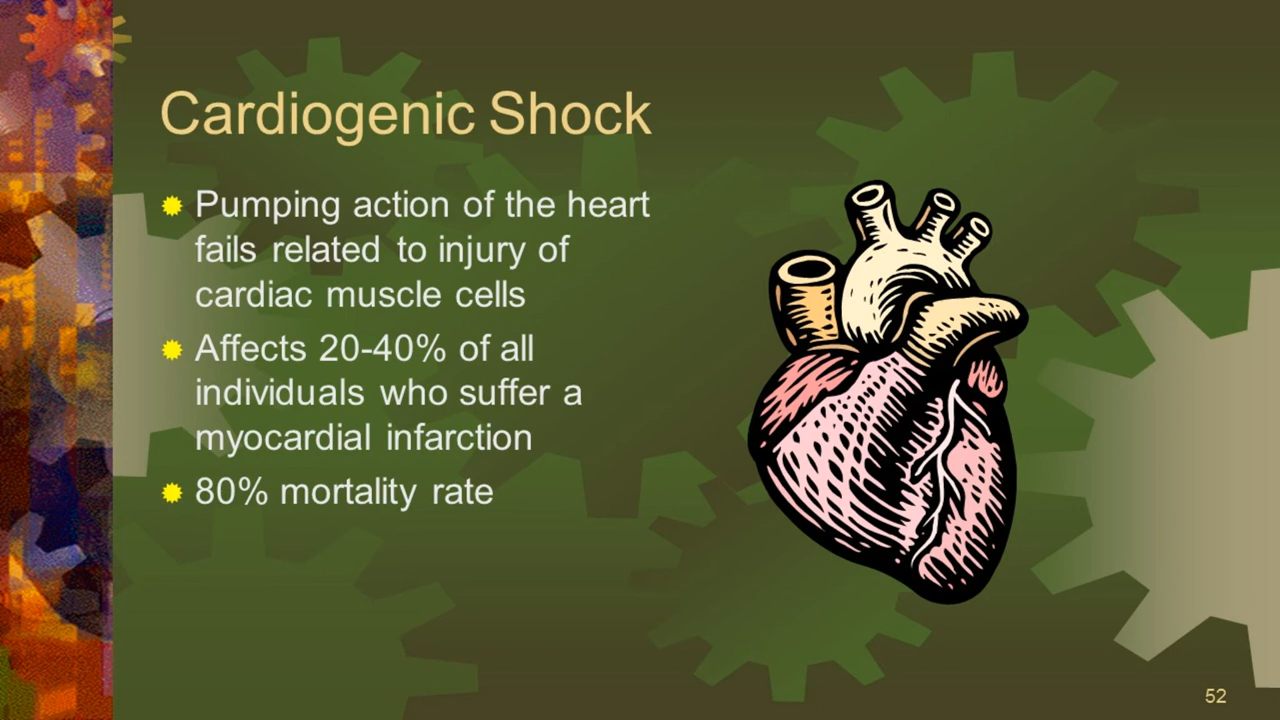 Cardiogenic Shock
Pumping action of the heart
fails related to injury of
cardiac muscle cells
Affects 20-40% of all
individuals who suffer a
myocardial infarction
80% mortality rate
52